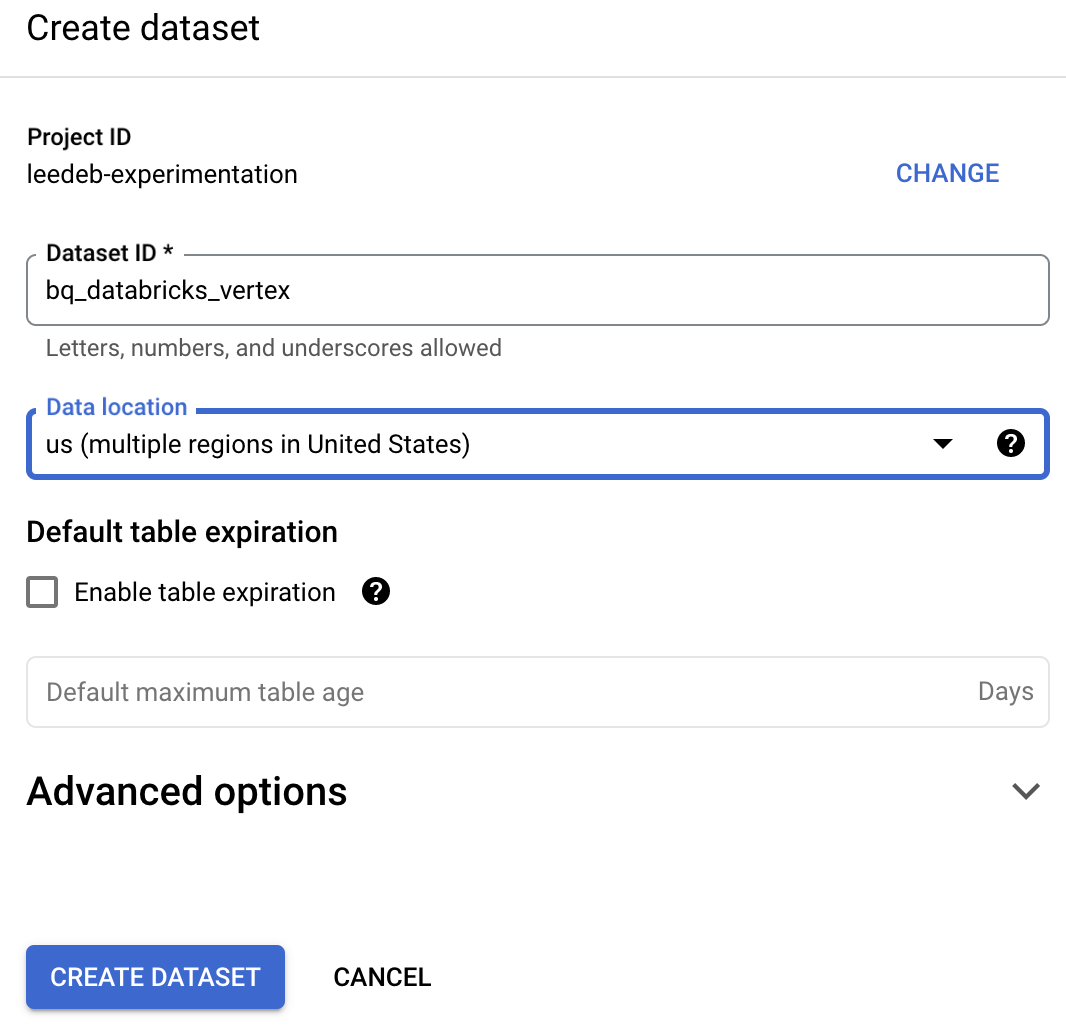 Create dataset
Project ID
leedeb-experimentation
CHANGE
Dataset ID *
bq_databricks_vertex
Letters, numbers, and underscores allowed
Data location
us (multiple regions in United States)
?
Default table expiration
Enable table expiration ?
Default maximum table age Days
Advanced options
CREATE DATASET CANCEL